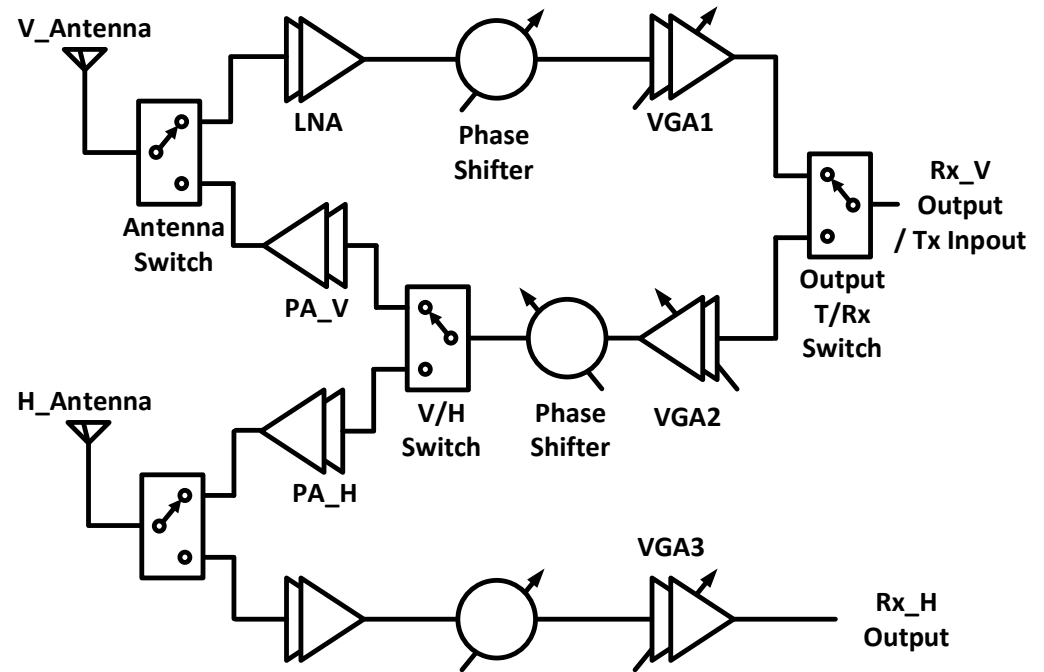 V_Antenna
LNA
Phase
Shifter
VGA1
Antenna
Switch
Rx_V
Output
/ Tx Inpout
PA_V
Output
T/Rx
Switch
H_Antenna
V/H
Switch
Phase
Shifter
VGA2
PA_H
VGA3
Rx_H
Output